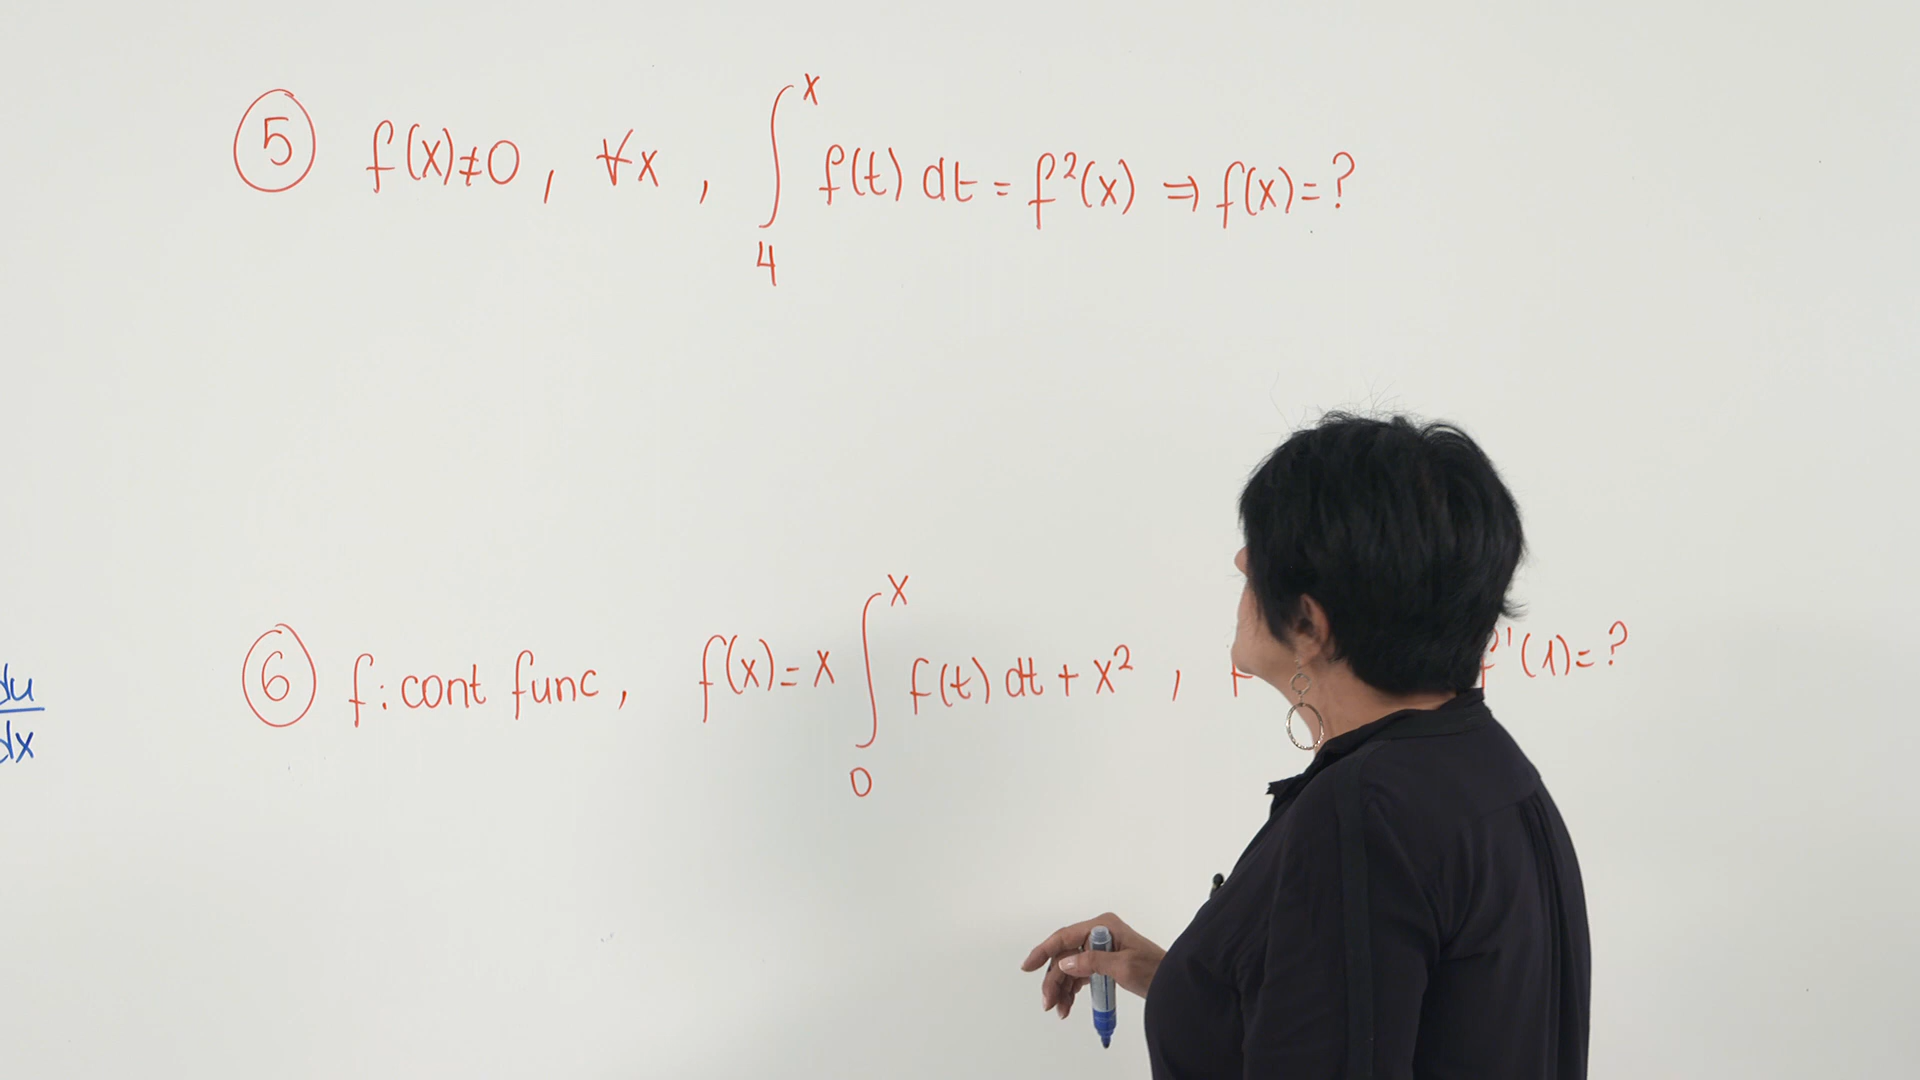 ⑤ f(x)≠0, ∀x, ∫₄ˣ f(t) dt = f²(x) ⇒ f(x)=?
⑥ f: cont func, f(x)= x ∫₀ˣ f(t) dt + x², f'(1)=?
du/dx